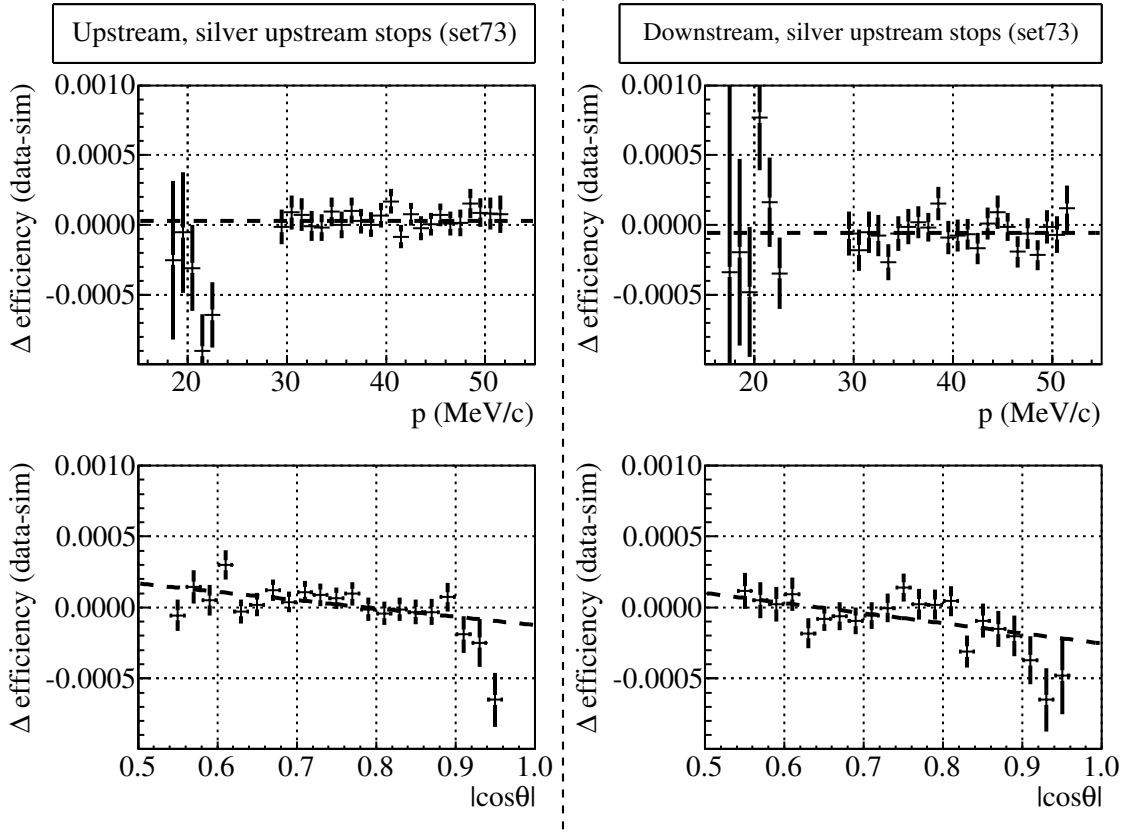 Upstream, silver upstream stops (set73)
Downstream, silver upstream stops (set73)
Δ efficiency (data-sim)
0.0010
0.0005
0.0000
-0.0005
20 30 40 50
p (MeV/c)
Δ efficiency (data-sim)
0.0010
0.0005
0.0000
-0.0005
20 30 40 50
p (MeV/c)
Δ efficiency (data-sim)
0.0010
0.0005
0.0000
-0.0005
0.5 0.6 0.7 0.8 0.9 1.0
|cosθ|
Δ efficiency (data-sim)
0.0010
0.0005
0.0000
-0.0005
0.5 0.6 0.7 0.8 0.9 1.0
|cosθ|